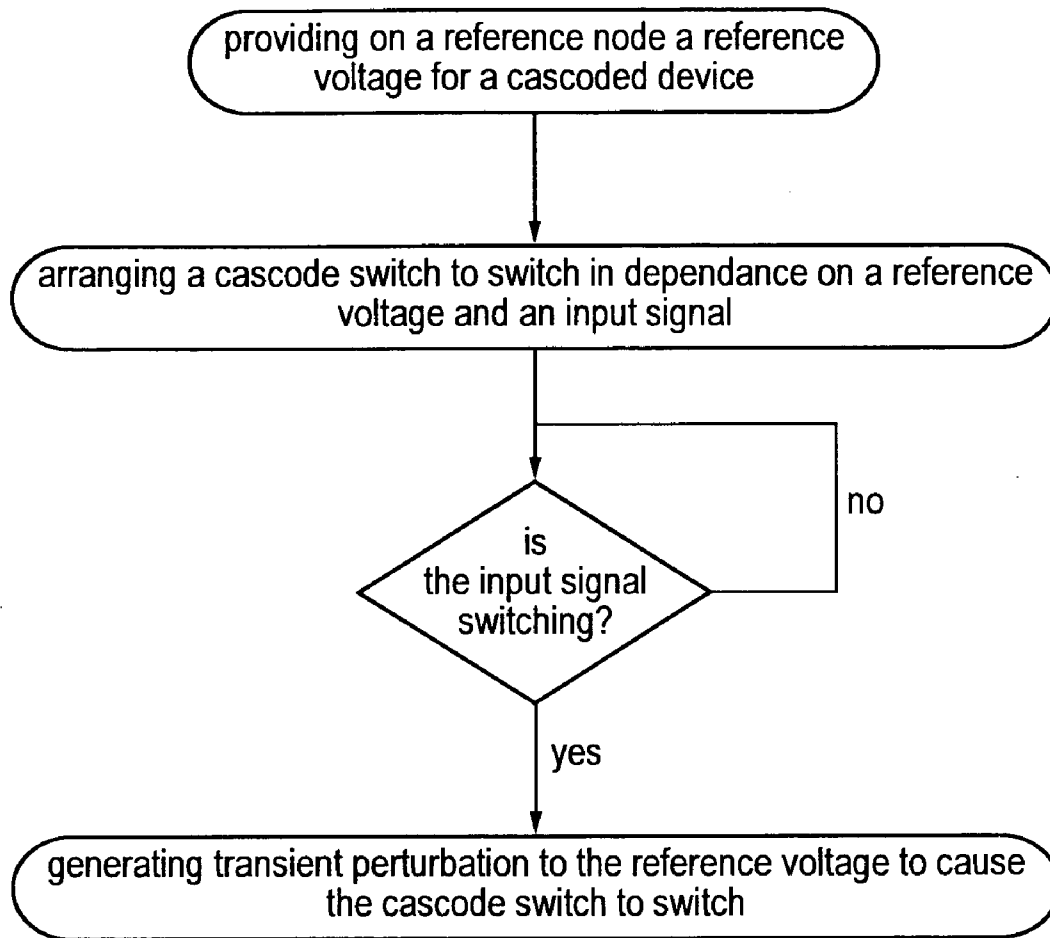 providing on a reference node a reference
voltage for a cascoded device
arranging a cascode switch to switch in dependance on a reference
voltage and an input signal
no
is
the input signal
switching?
yes
generating transient perturbation to the reference voltage to cause
the cascode switch to switch